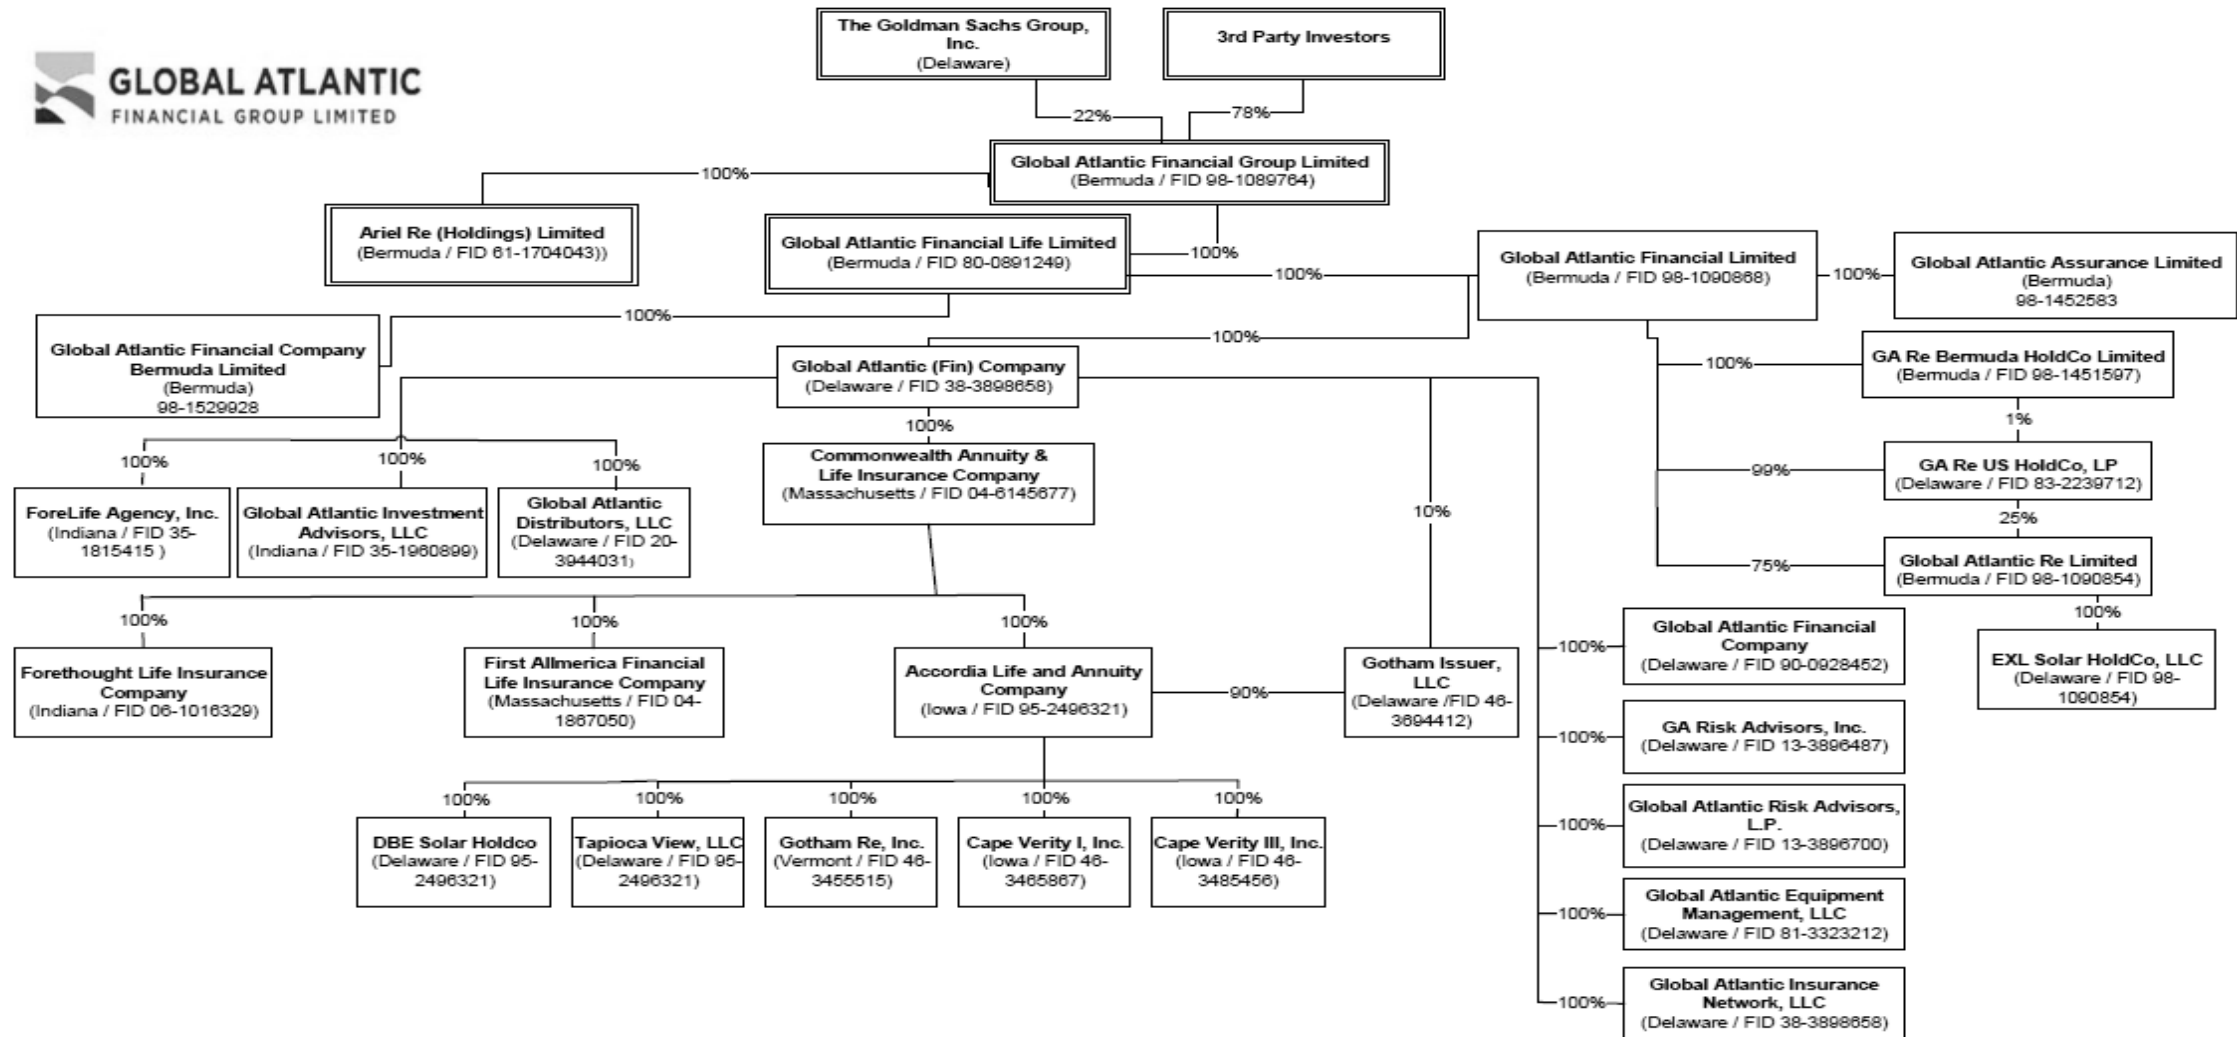 The Goldman Sachs Group,
Inc.
(Delaware)
3rd Party Investors
GLOBAL ATLANTIC
FINANCIAL GROUP LIMITED
22%
78%
Global Atlantic Financial Group Limited
(Bermuda / FID 98-1089764)
100%
Ariel Re (Holdings) Limited
(Bermuda / FID 61-1704043))
Global Atlantic Financial Life Limited
(Bermuda / FID 80-0891249)
100%
100%
Global Atlantic Financial Limited
(Bermuda / FID 98-1090868)
100%
Global Atlantic Assurance Limited
(Bermuda)
98-1452583
100%
100%
Global Atlantic Financial Company
Bermuda Limited
(Bermuda)
98-1529928
Global Atlantic (Fin) Company
(Delaware / FID 38-3898658)
100%
GA Re Bermuda HoldCo Limited
(Bermuda / FID 98-1451597)
1%
100%
100%
100%
100%
ForeLife Agency, Inc.
(Indiana / FID 35-
1815415 )
Global Atlantic Investment
Advisors, LLC
(Indiana / FID 35-1960899)
Global Atlantic
Distributors, LLC
(Delaware / FID 20-
3944031)
Commonwealth Annuity &
Life Insurance Company
(Massachusetts / FID 04-6145677)
10%
99%
GA Re US HoldCo, LP
(Delaware / FID 83-2239712)
25%
75%
Global Atlantic Re Limited
(Bermuda / FID 98-1090854)
100%
EXL Solar HoldCo, LLC
(Delaware / FID 98-
1090854)
100%
100%
100%
Forethought Life Insurance
Company
(Indiana / FID 06-1016329)
First Allmerica Financial
Life Insurance Company
(Massachusetts / FID 04-
1867050)
Accordia Life and Annuity
Company
(Iowa / FID 95-2496321)
90%
Gotham Issuer,
LLC
(Delaware /FID 46-
3694412)
100%
Global Atlantic Financial
Company
(Delaware / FID 90-0928452)
100%
GA Risk Advisors, Inc.
(Delaware / FID 13-3896487)
100%
Global Atlantic Risk Advisors,
L.P.
(Delaware / FID 13-3896700)
100%
Global Atlantic Equipment
Management, LLC
(Delaware / FID 81-3323212)
100%
Global Atlantic Insurance
Network, LLC
(Delaware / FID 38-3898658)
100%
100%
100%
100%
100%
DBE Solar Holdco
(Delaware / FID 95-
2496321)
Tapioca View, LLC
(Delaware / FID 95-
2496321)
Gotham Re, Inc.
(Vermont / FID 46-
3455515)
Cape Verity I, Inc.
(Iowa / FID 46-
3465867)
Cape Verity III, Inc.
(Iowa / FID 46-
3485456)